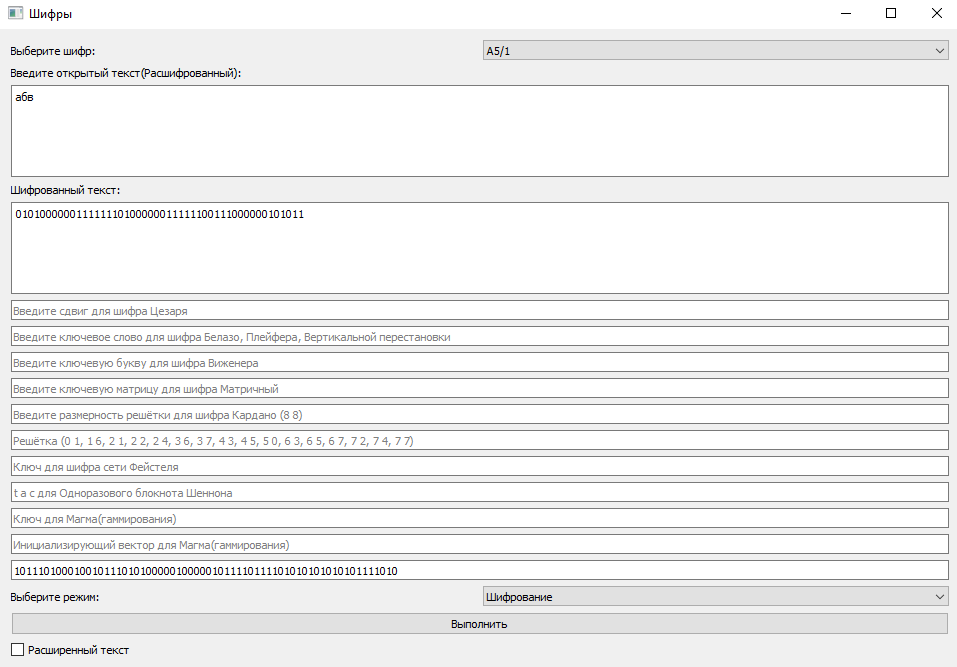 Шифры
Выберите шифр: A5/1
Введите открытый текст(Расшифрованный):
абв
Шифрованный текст:
010100000011111110100000011111100111000000101011
Введите сдвиг для шифра Цезаря
Введите ключевое слово для шифра Белазо, Плейфера, Вертикальной перестановки
Введите ключевую букву для шифра Виженера
Введите ключевую матрицу для шифра Матричный
Введите размерность решётки для шифра Кардано (8 8)
Решётка (0 1, 1 6, 2 1, 2 2, 2 4, 3 6, 3 7, 4 3, 4 5, 5 0, 6 3, 6 5, 6 7, 7 2, 7 4, 7 7)
Ключ для шифра сети Фейстеля
t a c для Одноразового блокнота Шеннона
Ключ для Магма(гаммирования)
Инициализирующий вектор для Магма(гаммирования)
1011101000100101110101000001000001011110111101010101010101011111010
Выберите режим: Шифрование
Выполнить
Расширенный текст